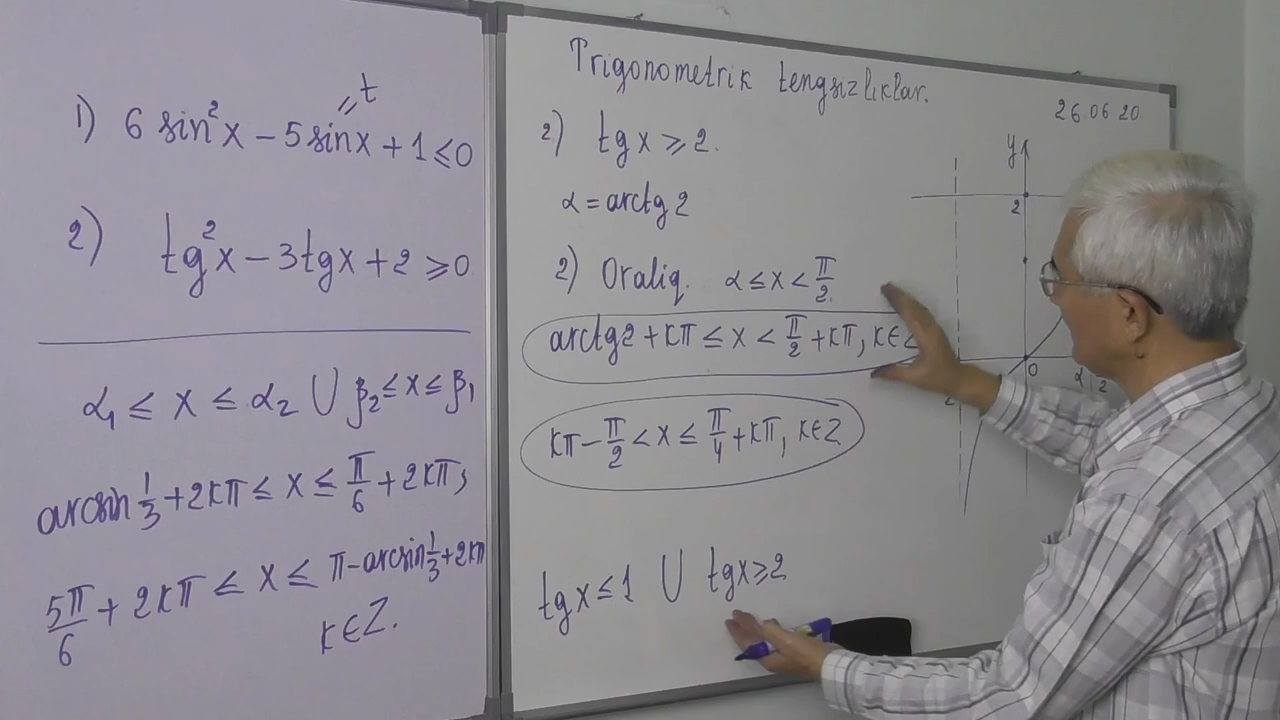 1) 6 sin²x − 5 sinx + 1 ≤ 0
= t
2) tg²x − 3tgx + 2 ≥ 0
α₁ ≤ x ≤ α₂ ∪ β₂ ≤ x ≤ β₁
arcsin 1/3 + 2kπ ≤ x ≤ π/6 + 2kπ;
5π/6 + 2kπ ≤ x ≤ π − arcsin 1/3 + 2kπ
k∈Z.
Trigonometrik tengsizliklar.
26 06 20
2) tg x ≥ 2.
α = arctg 2
2) Oraliq. α ≤ x < π/2.
arctg2 + kπ ≤ x < π/2 + kπ, k∈Z
kπ − π/2 < x ≤ π/4 + kπ, k∈Z
tgx ≤ 1 ∪ tgx ≥ 2
y
2
0
α
2